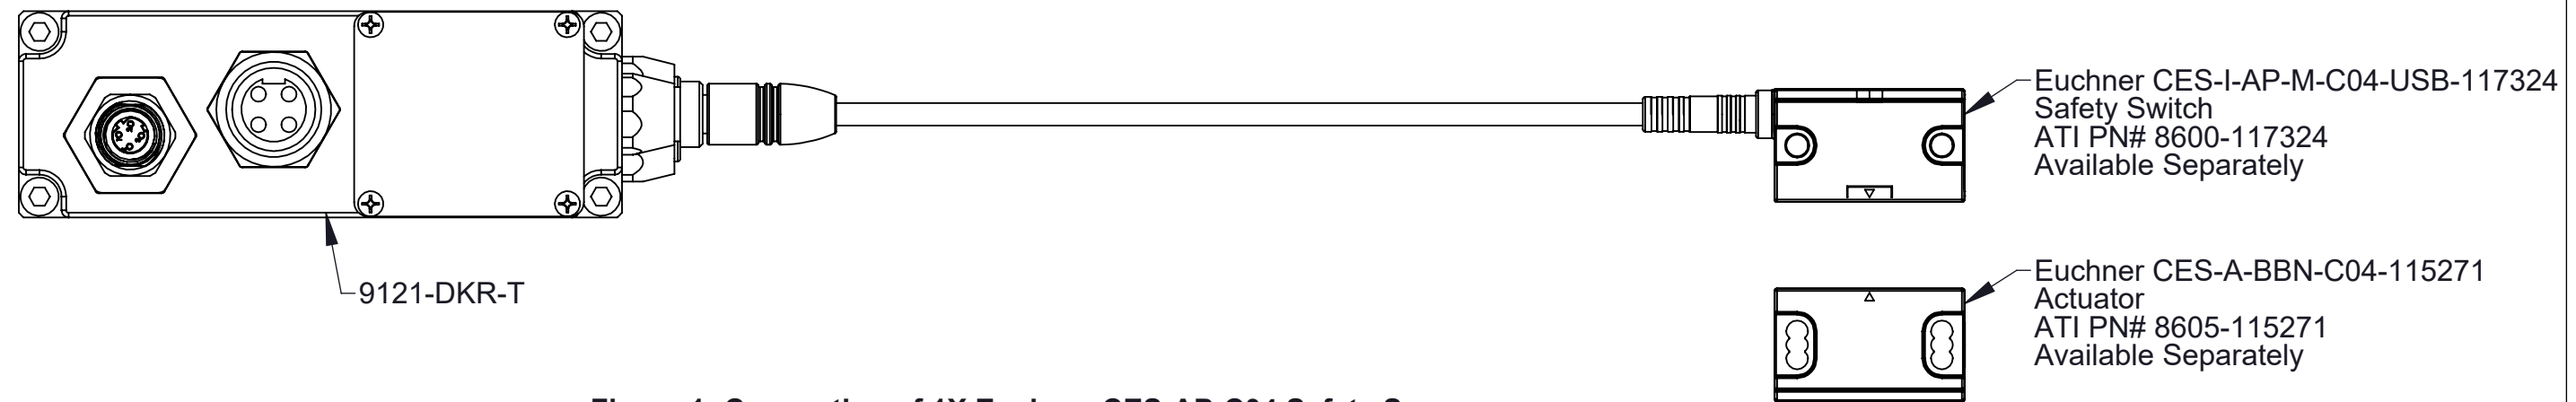 Euchner CES-I-AP-M-C04-USB-117324
Safety Switch
ATI PN# 8600-117324
Available Separately
9121-DKR-T
Euchner CES-A-BBN-C04-115271
Actuator
ATI PN# 8605-115271
Available Separately